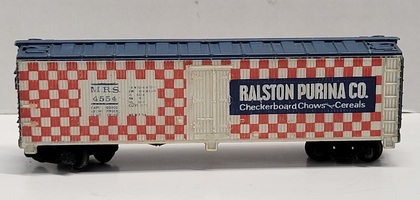 M.R.S.
4554
RALSTON PURINA CO.
Checkerboard Chows-Cereals